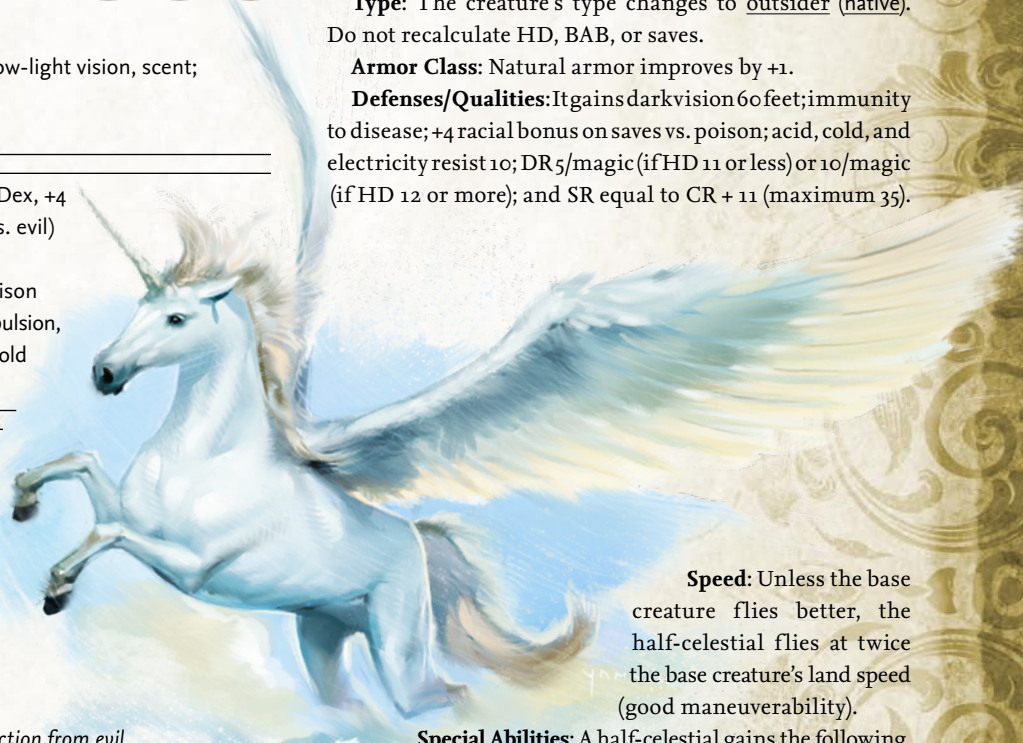 ow-light vision, scent;
Dex, +4
s. evil)
ison
pulsion,
old
ction from evil
Type: The creature's type changes to outsider (native).
Do not recalculate HD, BAB, or saves.
Armor Class: Natural armor improves by +1.
Defenses/Qualities: It gains darkvision 60 feet; immunity
to disease; +4 racial bonus on saves vs. poison; acid, cold, and
electricity resist 10; DR 5/magic (if HD 11 or less) or 10/magic
(if HD 12 or more); and SR equal to CR + 11 (maximum 35).
Speed: Unless the base
creature flies better, the
half-celestial flies at twice
the base creature's land speed
(good maneuverability).
Special Abilities: A half-celestial gains the following.